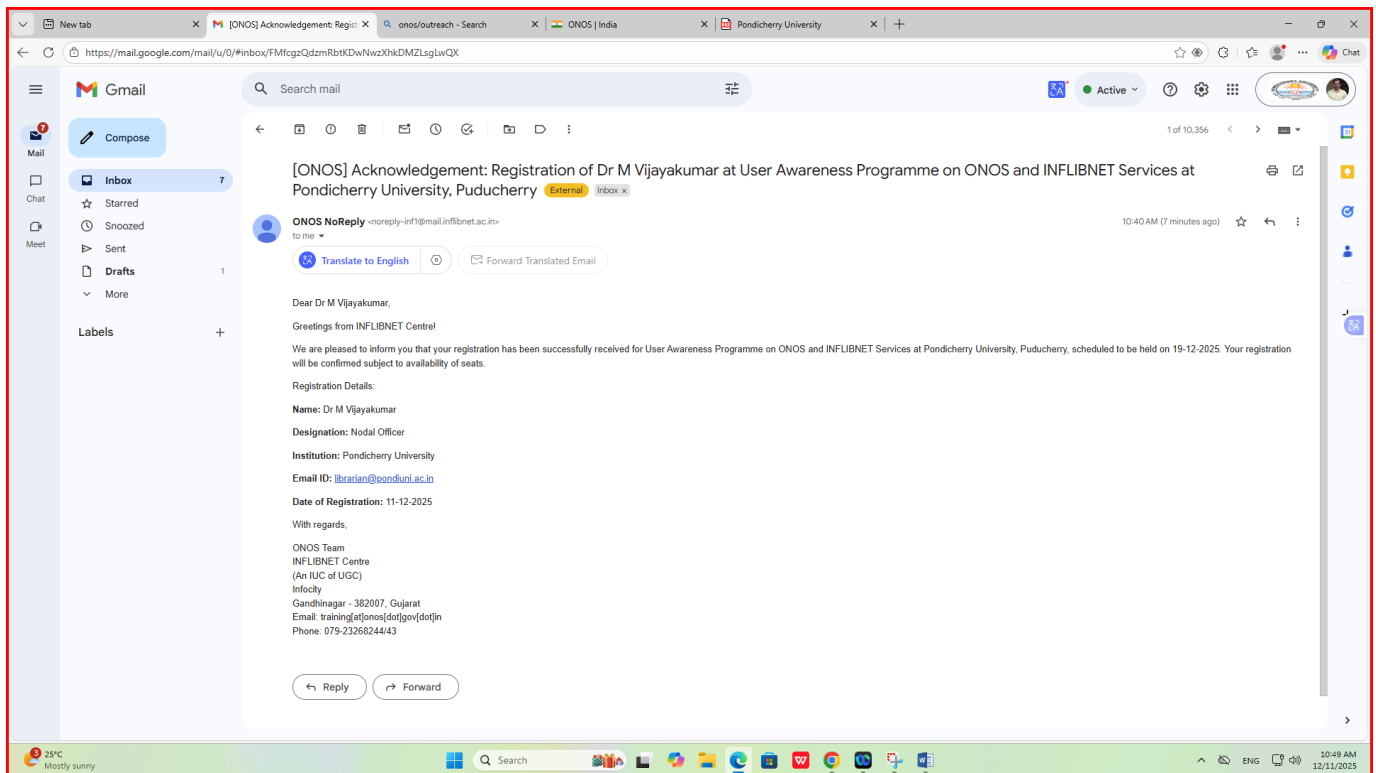 New tab
[ONOS] Acknowledgement: Regist
onos/outreach - Search
ONOS | India
Pondicherry University
https://mail.google.com/mail/u/0/#inbox/FMfcgzQdzmRbtKDwNwzXhkDMZLsgLwQX
Chat
Gmail
Search mail
Active
7
Mail
Chat
Meet
Compose
Inbox 7
Starred
Snoozed
Sent
Drafts 1
More
Labels
1 of 10,356
[ONOS] Acknowledgement: Registration of Dr M Vijayakumar at User Awareness Programme on ONOS and INFLIBNET Services at
Pondicherry University, Puducherry External Inbox x
ONOS NoReply <noreply-inf1@mail.inflibnet.ac.in> 10:40 AM (7 minutes ago)
to me
Translate to English
Forward Translated Email
Dear Dr M Vijayakumar,
Greetings from INFLIBNET Centre!
We are pleased to inform you that your registration has been successfully received for User Awareness Programme on ONOS and INFLIBNET Services at Pondicherry University, Puducherry, scheduled to be held on 19-12-2025. Your registration
will be confirmed subject to availability of seats.
Registration Details:
Name: Dr M Vijayakumar
Designation: Nodal Officer
Institution: Pondicherry University
Email ID: librarian@pondiuni.ac.in
Date of Registration: 11-12-2025
With regards,
ONOS Team
INFLIBNET Centre
(An IUC of UGC)
Infocity
Gandhinagar - 382007, Gujarat
Email: training[at]onos[dot]gov[dot]in
Phone: 079-23268244/43
Reply
Forward
31
3
25°C
Mostly sunny
Search
ENG
10:49 AM
12/11/2025